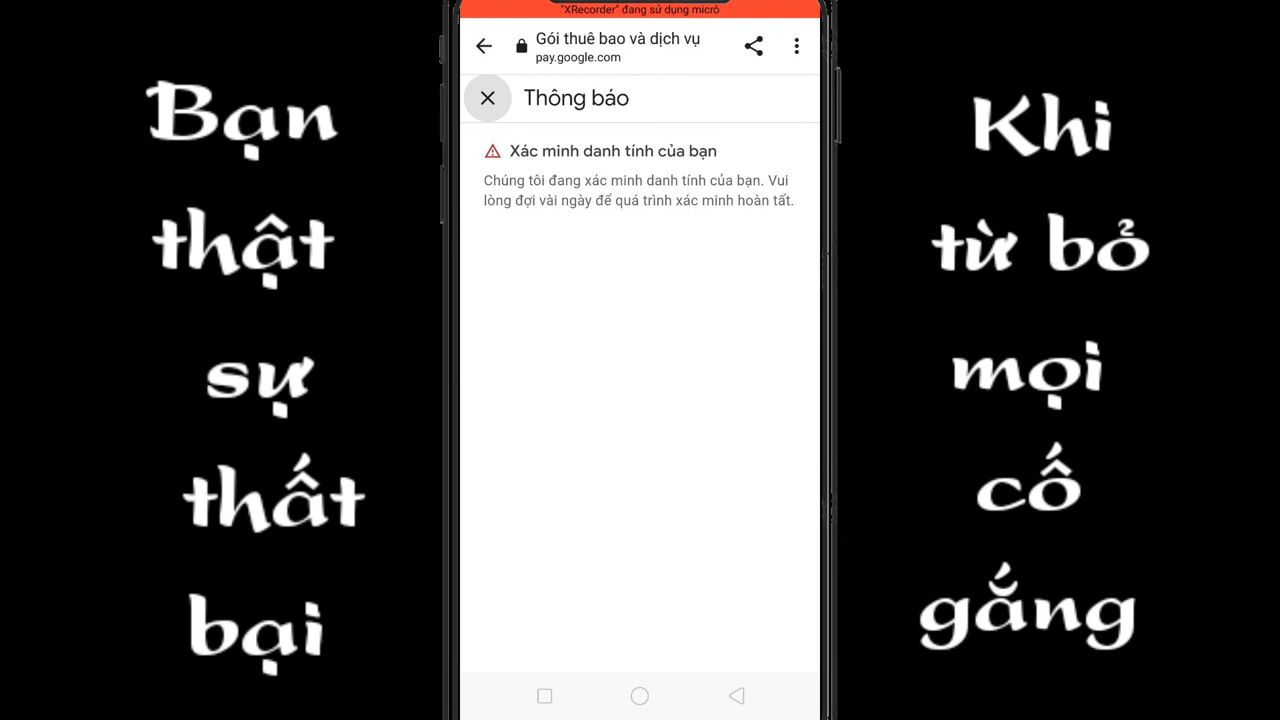 Bạn
thật
sự
thất
bại
"XRecorder" đang sử dụng micrô
Gói thuê bao và dịch vụ
pay.google.com
Thông báo
Xác minh danh tính của bạn
Chúng tôi đang xác minh danh tính của bạn. Vui
lòng đợi vài ngày để quá trình xác minh hoàn tất.
Khi
từ bỏ
mọi
cố
gắng